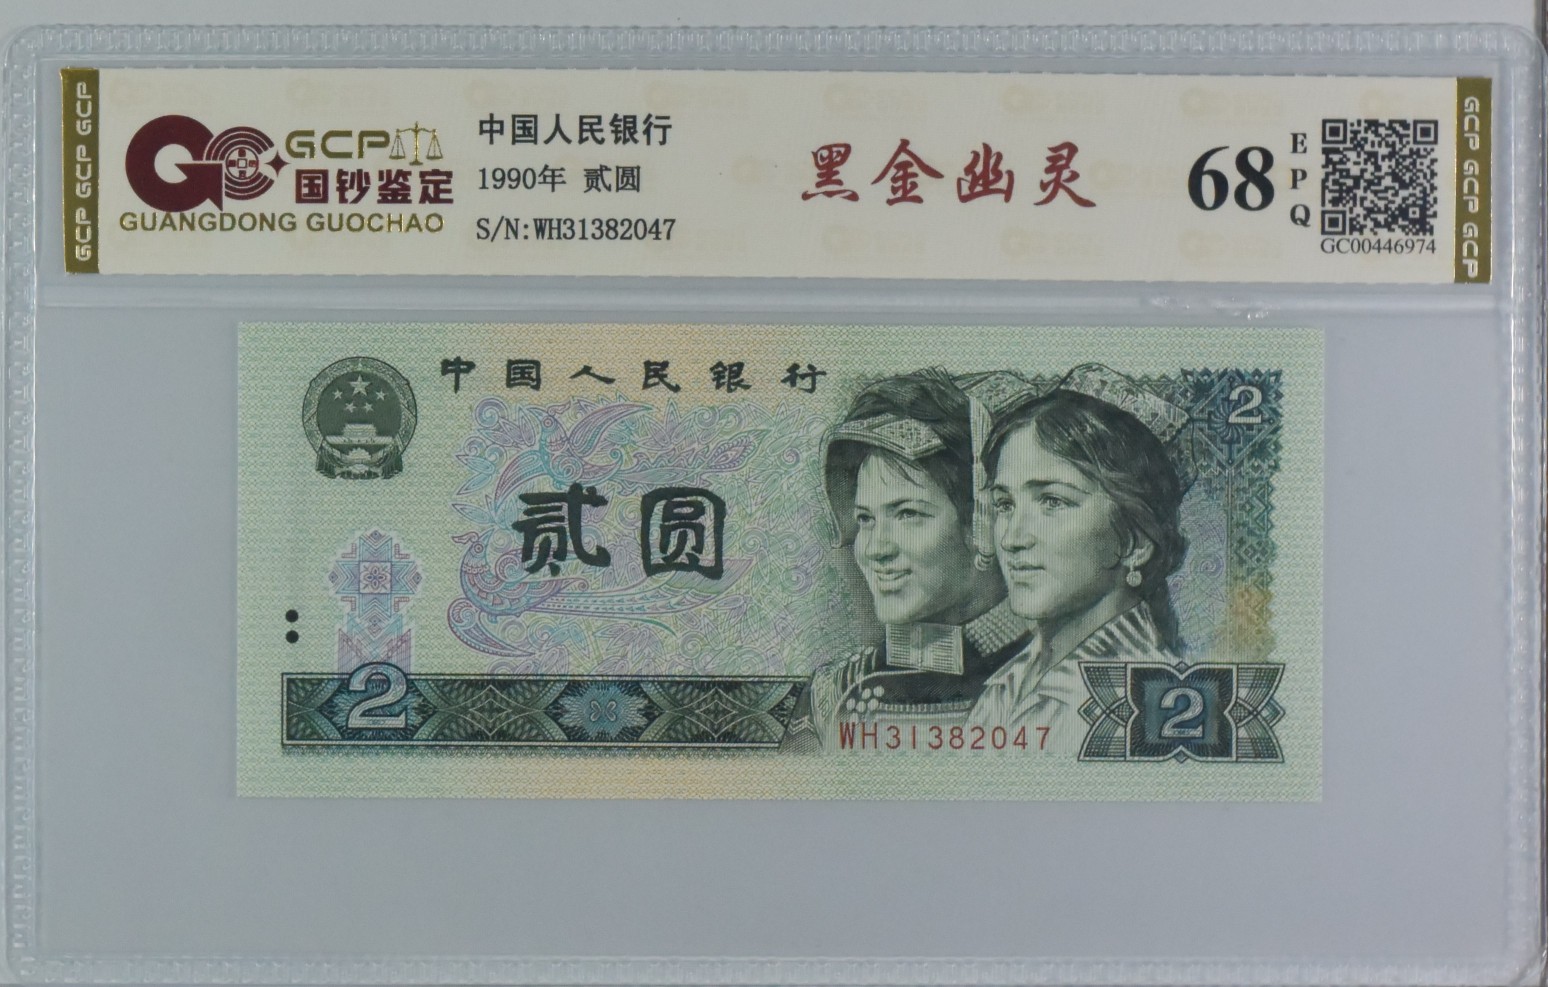 GCP GCP GCP
GCP
国钞鉴定
GUANGDONG GUOCHAO
中国人民银行
1990年 贰圆
S/N:WH31382047
黑金幽灵
68
EPQ
GC00446974
GCP GCP GCP
中国人民银行
2
贰圆
2
WH31382047
2